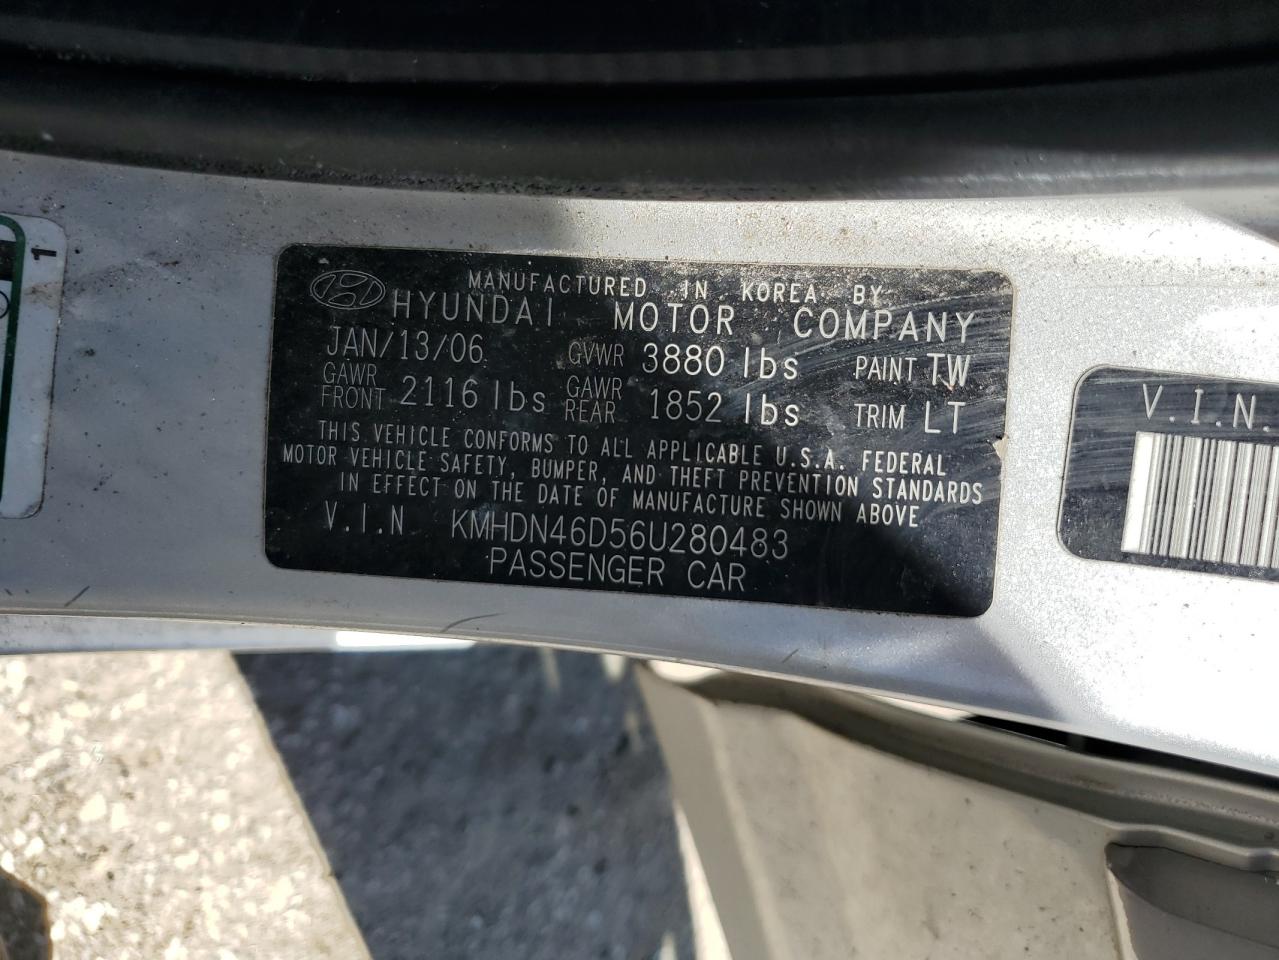 MANUFACTURED IN KOREA BY
HYUNDAI MOTOR COMPANY
JAN/13/06 GVWR 3880 lbs PAINT TW
GAWR FRONT 2116 lbs GAWR REAR 1852 lbs TRIM LT
THIS VEHICLE CONFORMS TO ALL APPLICABLE U.S.A. FEDERAL
MOTOR VEHICLE SAFETY, BUMPER, AND THEFT PREVENTION STANDARDS
IN EFFECT ON THE DATE OF MANUFACTURE SHOWN ABOVE
V.I.N KMHDN46D56U280483
PASSENGER CAR
V.I.N.
1